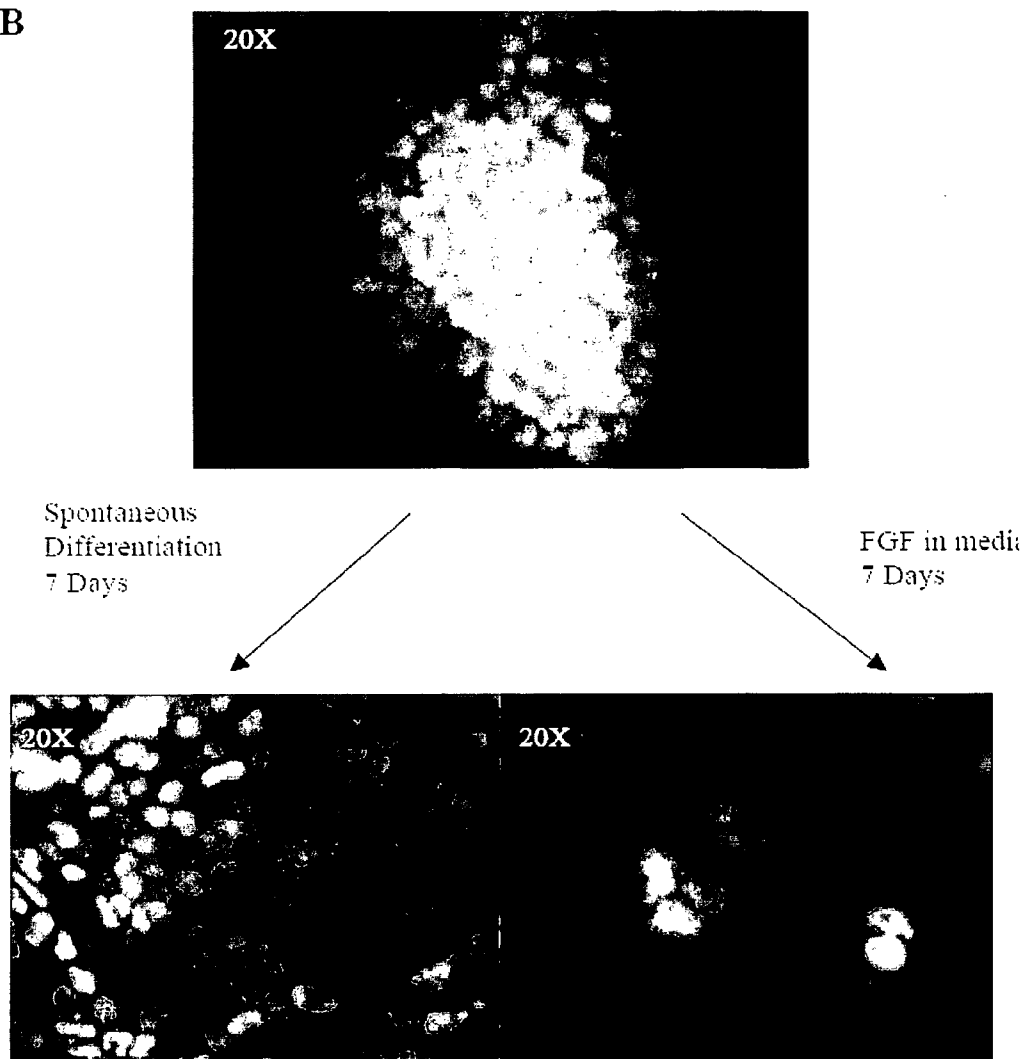 B
20X
Spontaneous
Differentiation
7 Days
FGF in media
7 Days
20X
20X